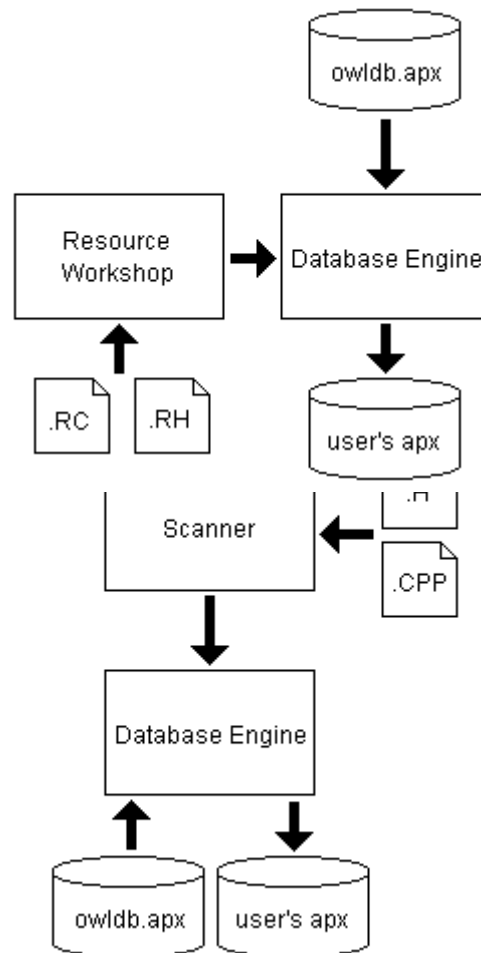 owldb.apx
Resource
Workshop
Database Engine
.RC
.RH
user's apx
Scanner
.H
.CPP
Database Engine
owldb.apx
user's apx